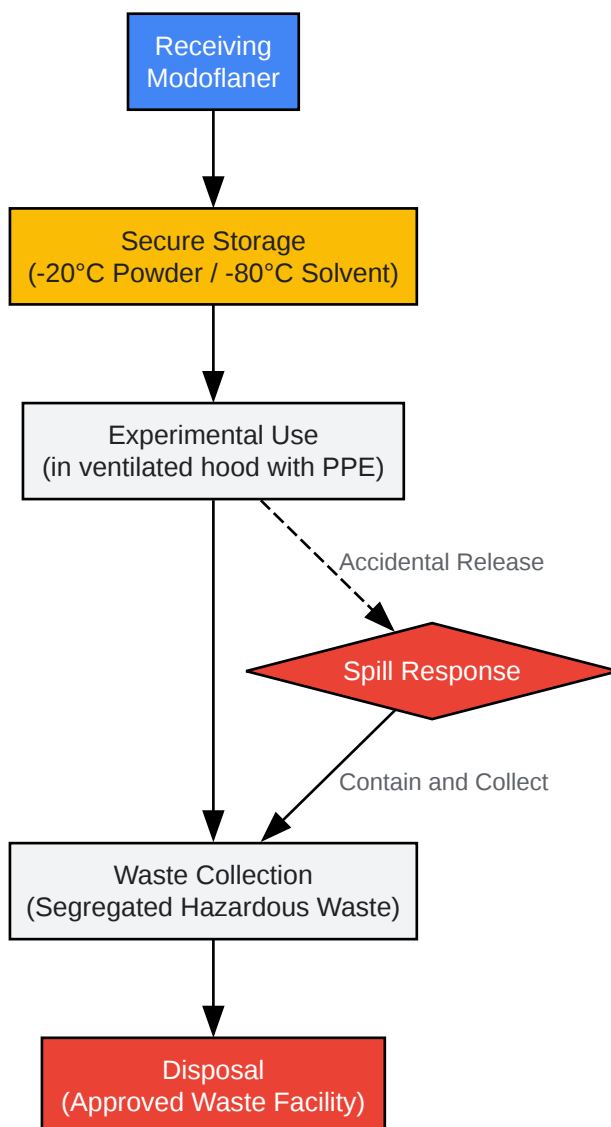 Receiving
Modoflaner
Secure Storage
(-20°C Powder / -80°C Solvent)
Experimental Use
(in ventilated hood with PPE)
Accidental Release
Spill Response
Contain and Collect
Waste Collection
(Segregated Hazardous Waste)
Disposal
(Approved Waste Facility)